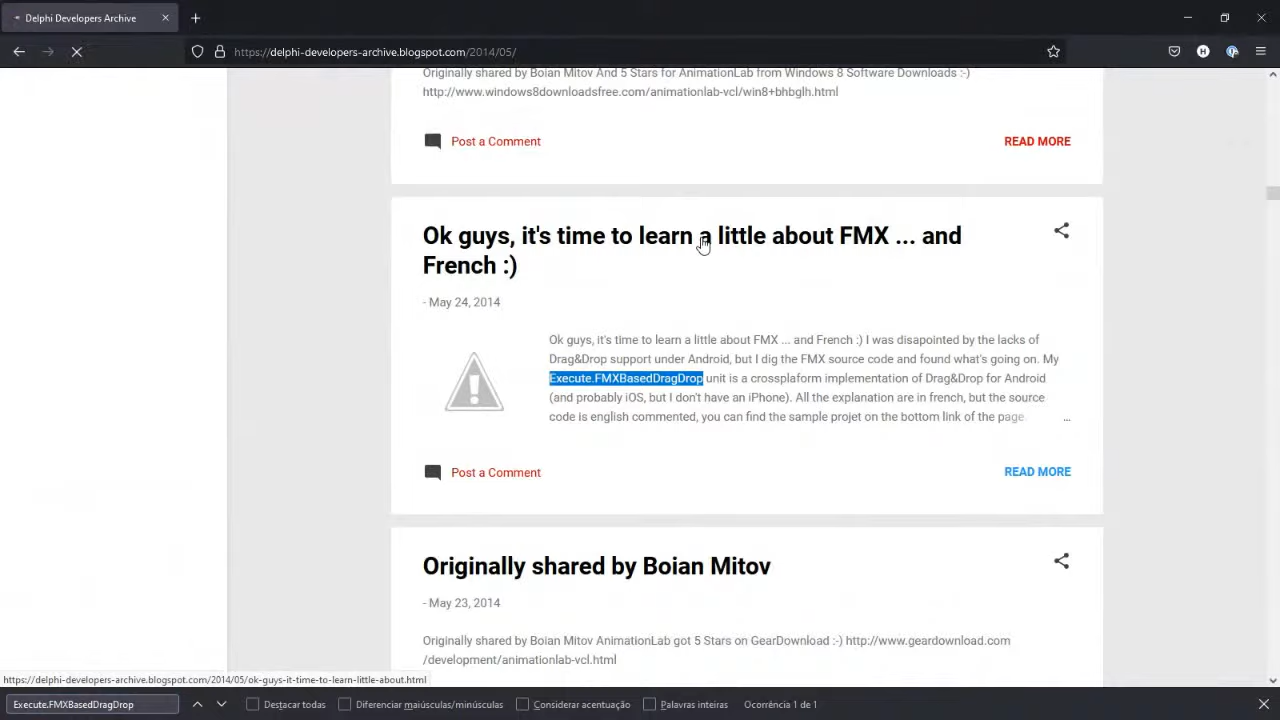 Delphi Developers Archive
https://delphi-developers-archive.blogspot.com/2014/05/
Originally shared by Boian Mitov And 5 Stars for AnimationLab from Windows 8 Software Downloads :-)
http://www.windows8downloadsfree.com/animationlab-vcl/win8+bhbglh.html
Post a Comment
READ MORE
Ok guys, it's time to learn a little about FMX ... and
French :)
- May 24, 2014
Ok guys, it's time to learn a little about FMX ... and French :) I was disapointed by the lacks of
Drag&Drop support under Android, but I dig the FMX source code and found what's going on. My
Execute.FMXBasedDragDrop unit is a crossplaform implementation of Drag&Drop for Android
(and probably iOS, but I don't have an iPhone). All the explanation are in french, but the source
code is english commented, you can find the sample projet on the bottom link of the page. ...
Post a Comment
READ MORE
Originally shared by Boian Mitov
- May 23, 2014
Originally shared by Boian Mitov AnimationLab got 5 Stars on GearDownload :-) http://www.geardownload.com
/development/animationlab-vcl.html
https://delphi-developers-archive.blogspot.com/2014/05/ok-guys-it-time-to-learn-little-about.html
Execute.FMXBasedDragDrop
Destacar todas
Diferenciar maiúsculas/minúsculas
Considerar acentuação
Palavras inteiras
Ocorrência 1 de 1